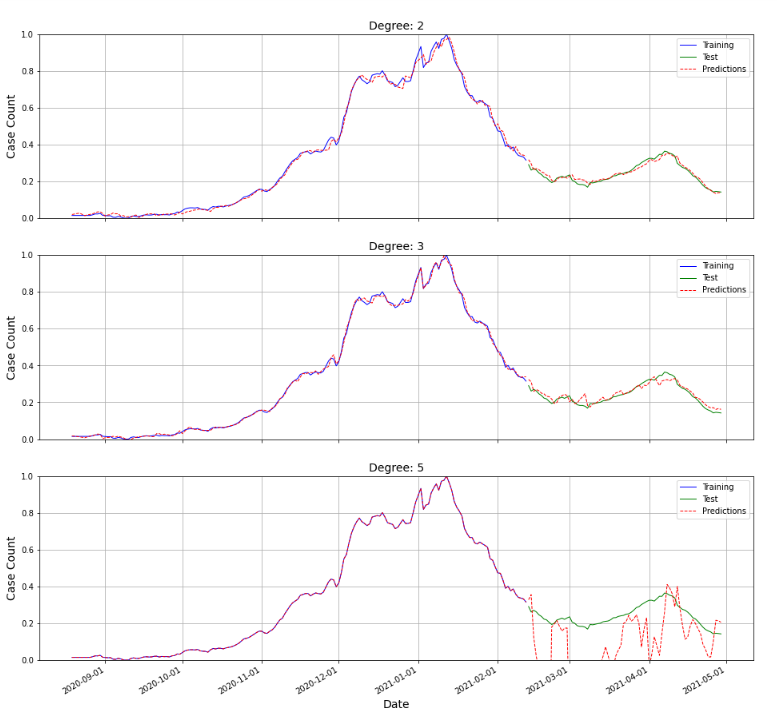 Degree: 2
1.0
0.8
0.6
0.4
0.2
0.0
Case Count
Training
Test
Predictions
Degree: 3
1.0
0.8
0.6
0.4
0.2
0.0
Case Count
Training
Test
Predictions
Degree: 5
1.0
0.8
0.6
0.4
0.2
0.0
Case Count
Training
Test
Predictions
2020-09-01
2020-10-01
2020-11-01
2020-12-01
2021-01-01
2021-02-01
2021-03-01
2021-04-01
2021-05-01
Date